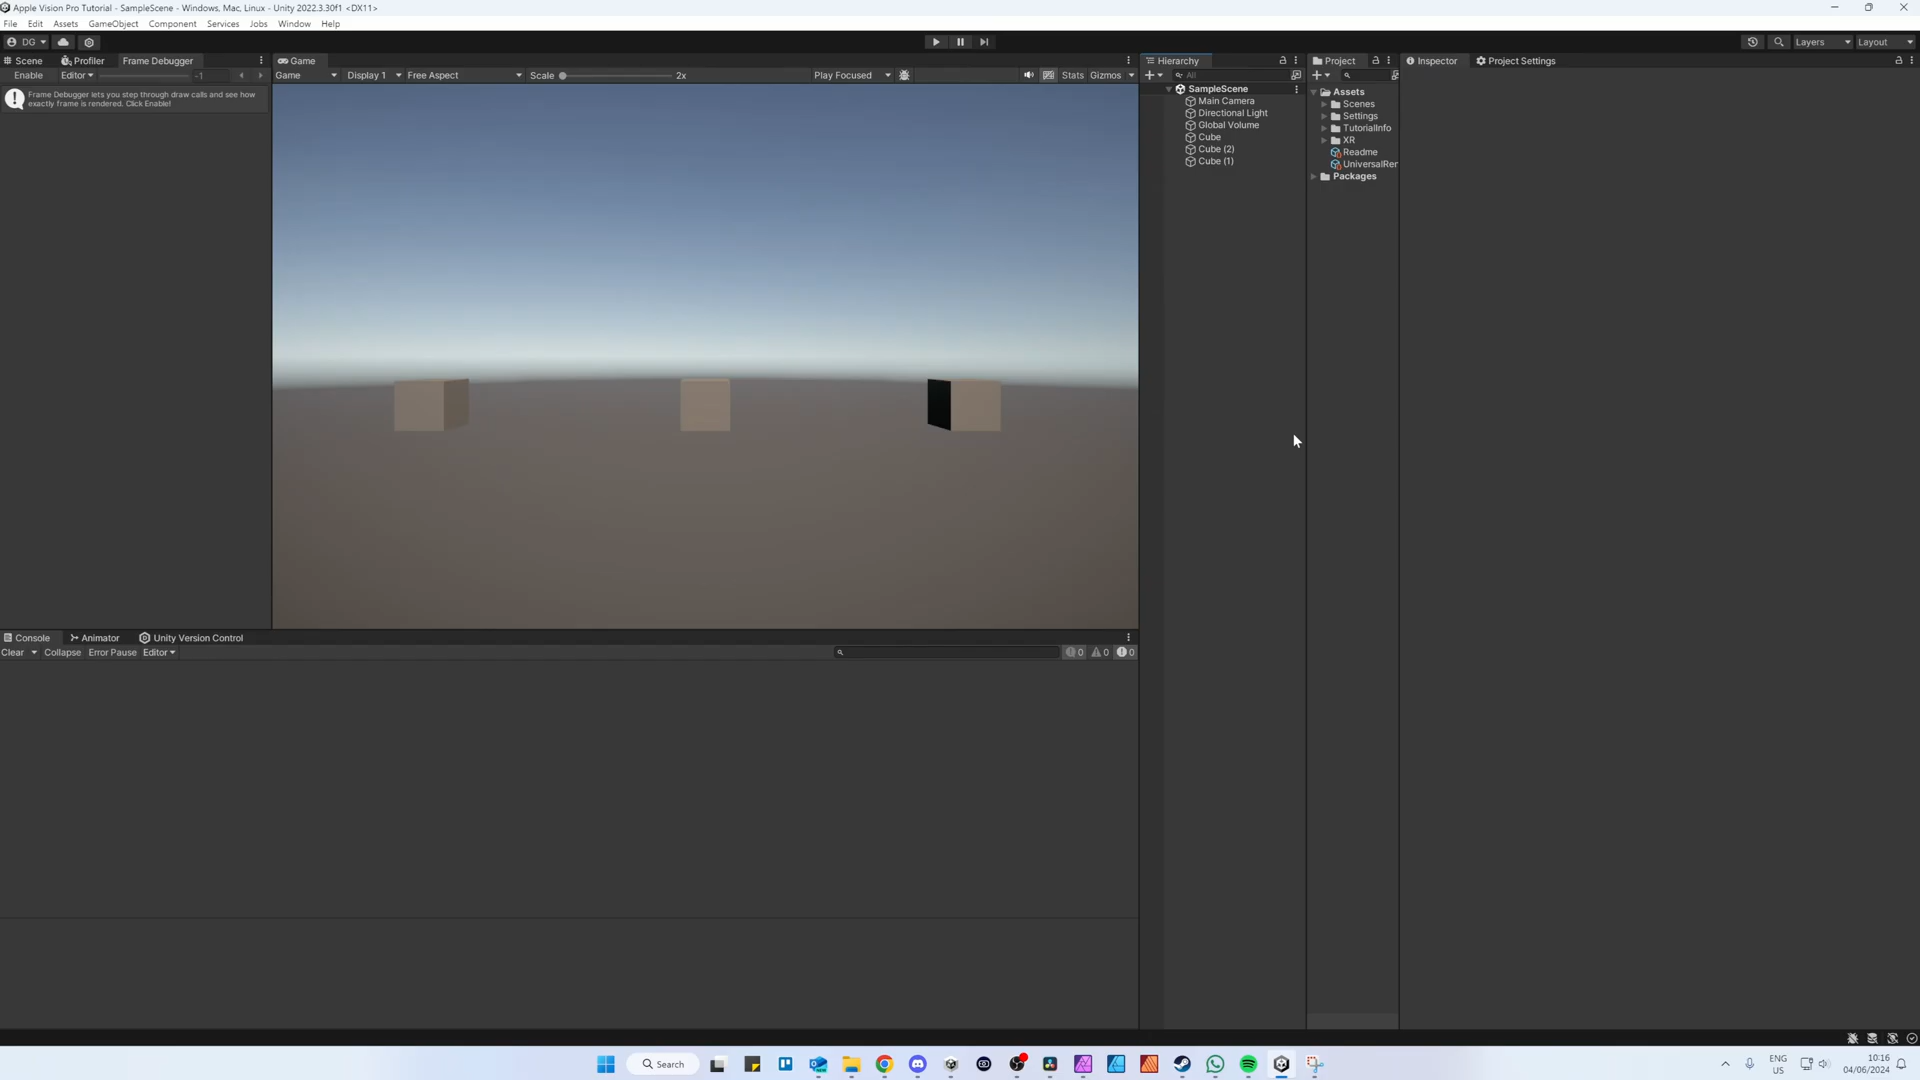 Apple Vision Pro Tutorial - SampleScene - Windows, Mac, Linux - Unity 2022.3.30f1 <DX11>
File Edit Assets GameObject Component Services Jobs Window Help
DG Layers Layout
Scene Profiler Frame Debugger
Game
Hierarchy
Project
Inspector Project Settings
Enable Editor -1
Game Display 1 Free Aspect Scale 2x Play Focused Stats Gizmos
All
Frame Debugger lets you step through draw calls and see how
exactly frame is rendered. Click Enable!
SampleScene
Main Camera
Directional Light
Global Volume
Cube
Cube (2)
Cube (1)
Assets
Scenes
Settings
TutorialInfo
XR
Readme
UniversalRen
Packages
Console Animator Unity Version Control
Clear Collapse Error Pause Editor 0 0 0
Search
ENG
US
10:16
04/06/2024